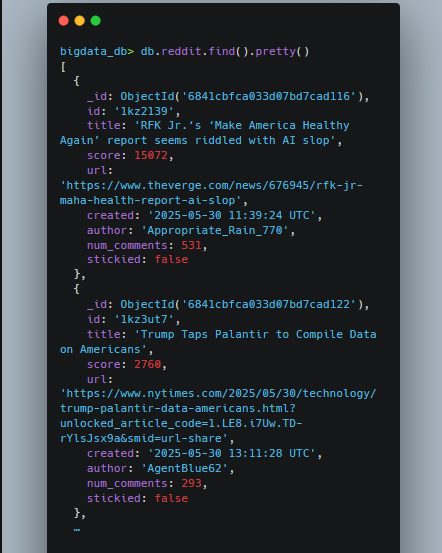 bigdata_db> db.reddit.find().pretty()
[
{
_id: ObjectId('6841cbfca033d07bd7cad116'),
id: '1kz2139',
title: 'RFK Jr.‘s ‘Make America Healthy
Again’ report seems riddled with AI slop',
score: 15072,
url:
'https://www.theverge.com/news/676945/rfk-jr-
maha-health-report-ai-slop',
created: '2025-05-30 11:39:24 UTC',
author: 'Appropriate_Rain_770',
num_comments: 531,
stickied: false
},
{
_id: ObjectId('6841cbfca033d07bd7cad122'),
id: '1kz3ut7',
title: 'Trump Taps Palantir to Compile Data
on Americans',
score: 2760,
url:
'https://www.nytimes.com/2025/05/30/technology/
trump-palantir-data-americans.html?
unlocked_article_code=1.LE8.i7Uw.TD-
rYlsJsx9a&smid=url-share',
created: '2025-05-30 13:11:28 UTC',
author: 'AgentBlue62',
num_comments: 293,
stickied: false
},
…